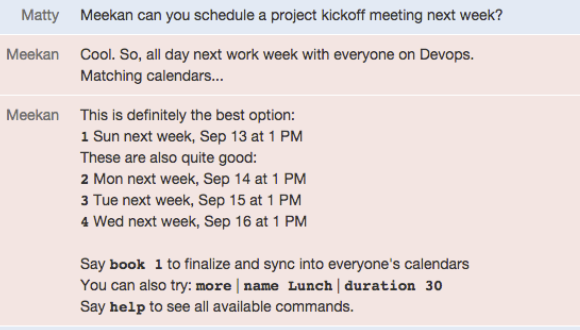 Matty Meekan can you schedule a project kickoff meeting next week?
Meekan Cool. So, all day next work week with everyone on Devops.
Matching calendars...
Meekan This is definitely the best option:
1 Sun next week, Sep 13 at 1 PM
These are also quite good:
2 Mon next week, Sep 14 at 1 PM
3 Tue next week, Sep 15 at 1 PM
4 Wed next week, Sep 16 at 1 PM
Say book 1 to finalize and sync into everyone's calendars
You can also try: more | name Lunch | duration 30
Say help to see all available commands.